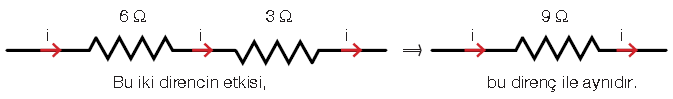 6 Ω 3 Ω 9 Ω
i i i ⇒ i i
Bu iki direncin etkisi, bu direnç ile aynıdır.